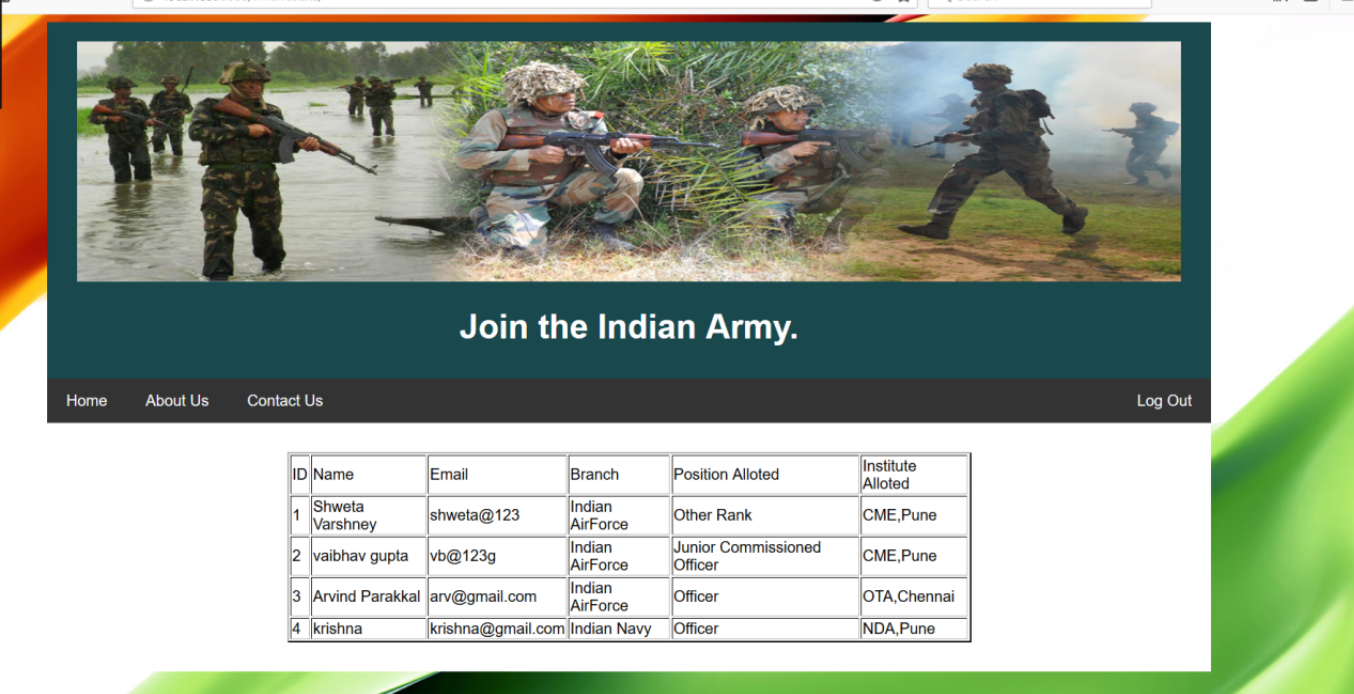 Join the Indian Army.
Home About Us Contact Us Log Out
ID Name Email Branch Position Alloted Institute Alloted
1 Shweta Varshney shweta@123 Indian AirForce Other Rank CME,Pune
2 vaibhav gupta vb@123g Indian AirForce Junior Commissioned Officer CME,Pune
3 Arvind Parakkal arv@gmail.com Indian AirForce Officer OTA,Chennai
4 krishna krishna@gmail.com Indian Navy Officer NDA,Pune